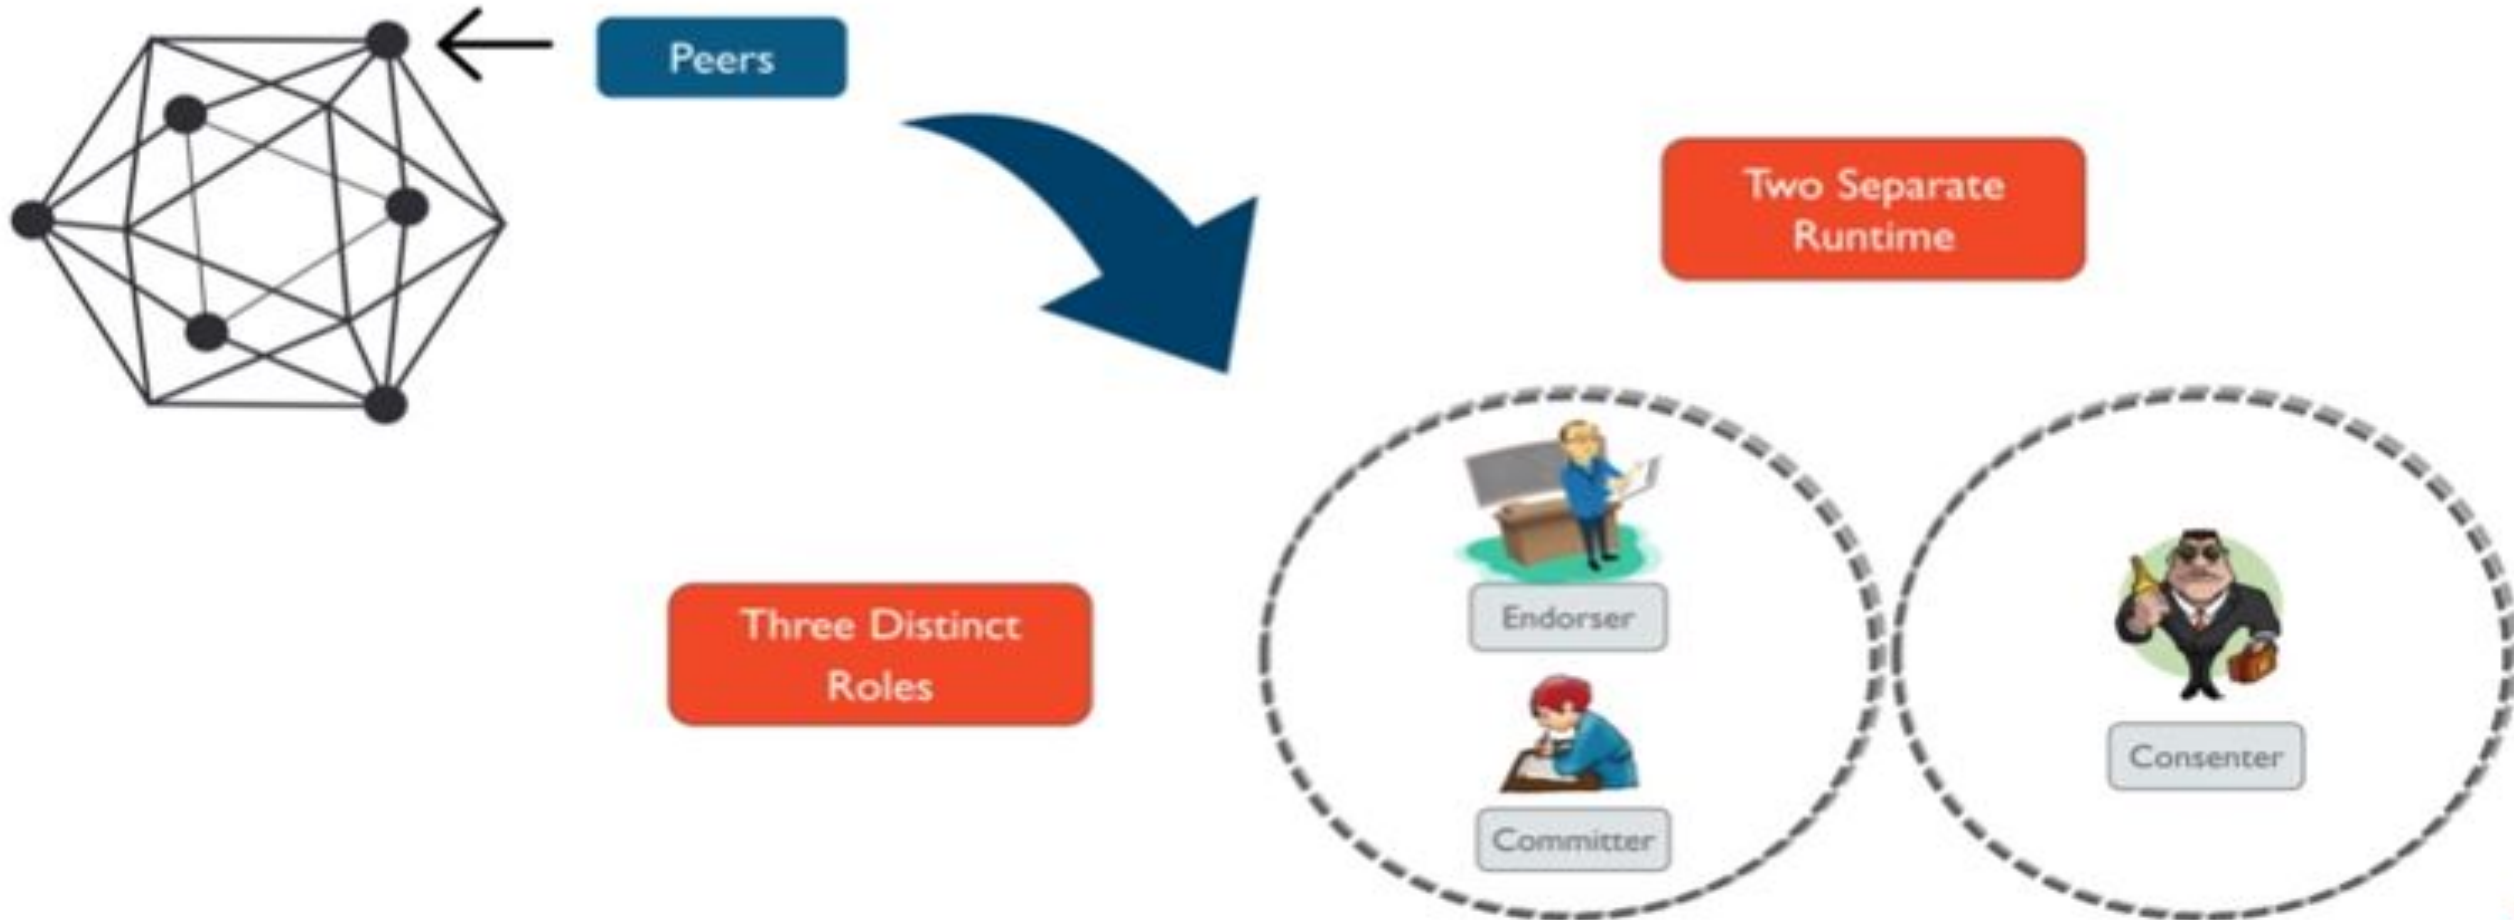 Peers
Two Separate
Runtime
Three Distinct
Roles
Endorser
Committer
Consenter